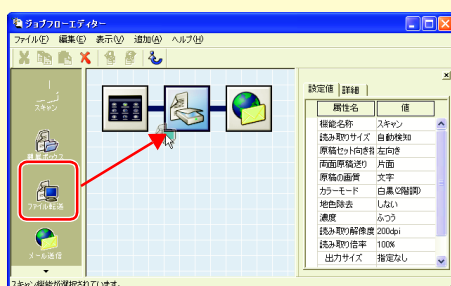 ジョブフローエディター
ファイル(F) 編集(E) 表示(V) 追加(A) ヘルプ(H)
スキャン
親展ボックス
ファイル転送
メール送信
設定値 詳細
属性名 値
機能名称 スキャン
読み取りサイズ 自動検知
原稿セット向き指 左向き
両面原稿送り 片面
原稿の画質 文字
カラーモード 白黒(2階調)
地色除去 しない
濃度 ふつう
読み取り解像度 200dpi
読み取り倍率 100%
出力サイズ 指定なし
スキャン機能が選択されています。